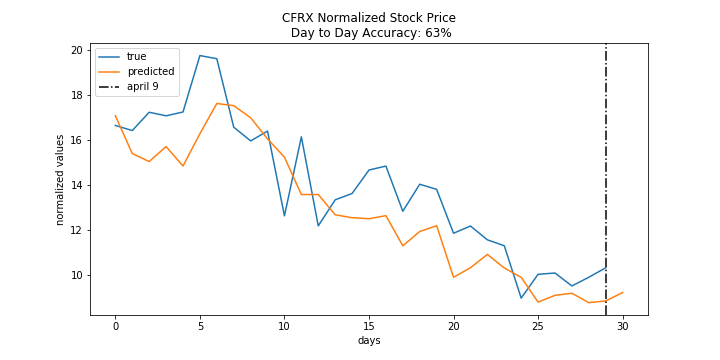 CFRX Normalized Stock Price
Day to Day Accuracy: 63%
true
predicted
april 9
normalized values
20
18
16
14
12
10
0 5 10 15 20 25 30
days